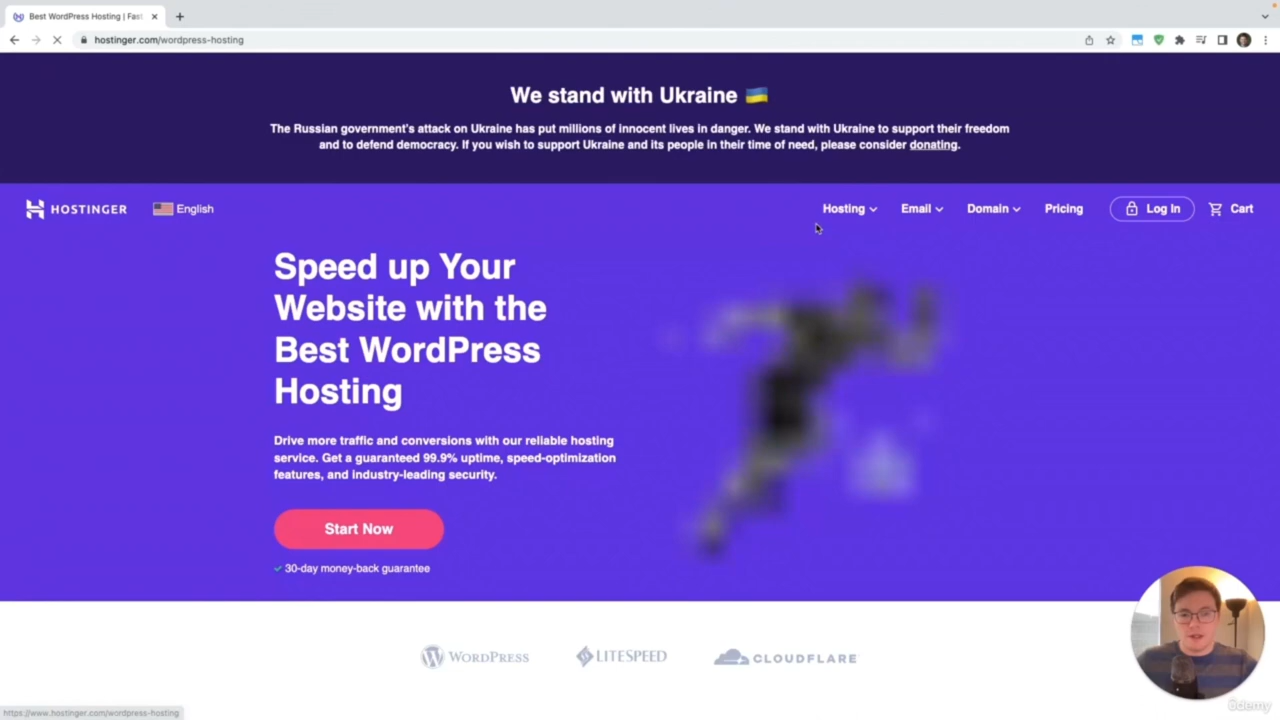 Best WordPress Hosting | Fast
hostinger.com/wordpress-hosting
We stand with Ukraine
The Russian government's attack on Ukraine has put millions of innocent lives in danger. We stand with Ukraine to support their freedom
and to defend democracy. If you wish to support Ukraine and its people in their time of need, please consider donating.
HOSTINGER English Hosting Email Domain Pricing Log In Cart
Speed up Your
Website with the
Best WordPress
Hosting
Drive more traffic and conversions with our reliable hosting
service. Get a guaranteed 99.9% uptime, speed-optimization
features, and industry-leading security.
Start Now
30-day money-back guarantee
WORDPRESS LITESPEED CLOUDFLARE
https://www.hostinger.com/wordpress-hosting
ûdemy